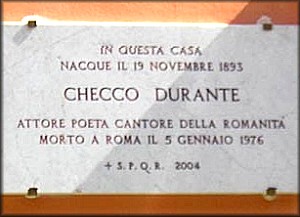 IN QUESTA CASA
NACQUE IL 19 NOVEMBRE 1893
CHECCO DURANTE
ATTORE POETA CANTORE DELLA ROMANITÀ
MORTO A ROMA IL 5 GENNAIO 1976
+ S. P. Q. R. 2004